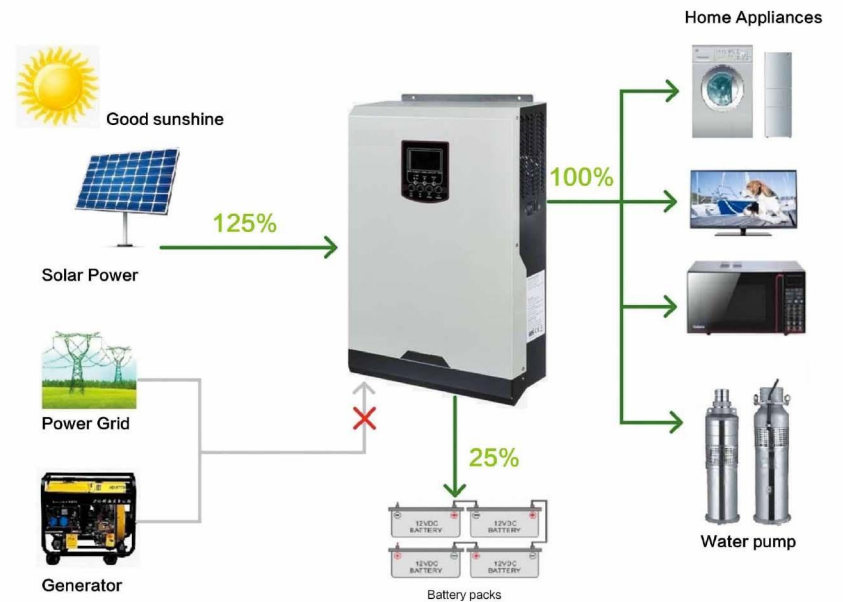 Home Appliances
Good sunshine
100%
125%
Solar Power
Power Grid
25%
12VDC
BATTERY
12VDC
BATTERY
12VDC
BATTERY
12VDC
BATTERY
Water pump
Generator
Battery packs